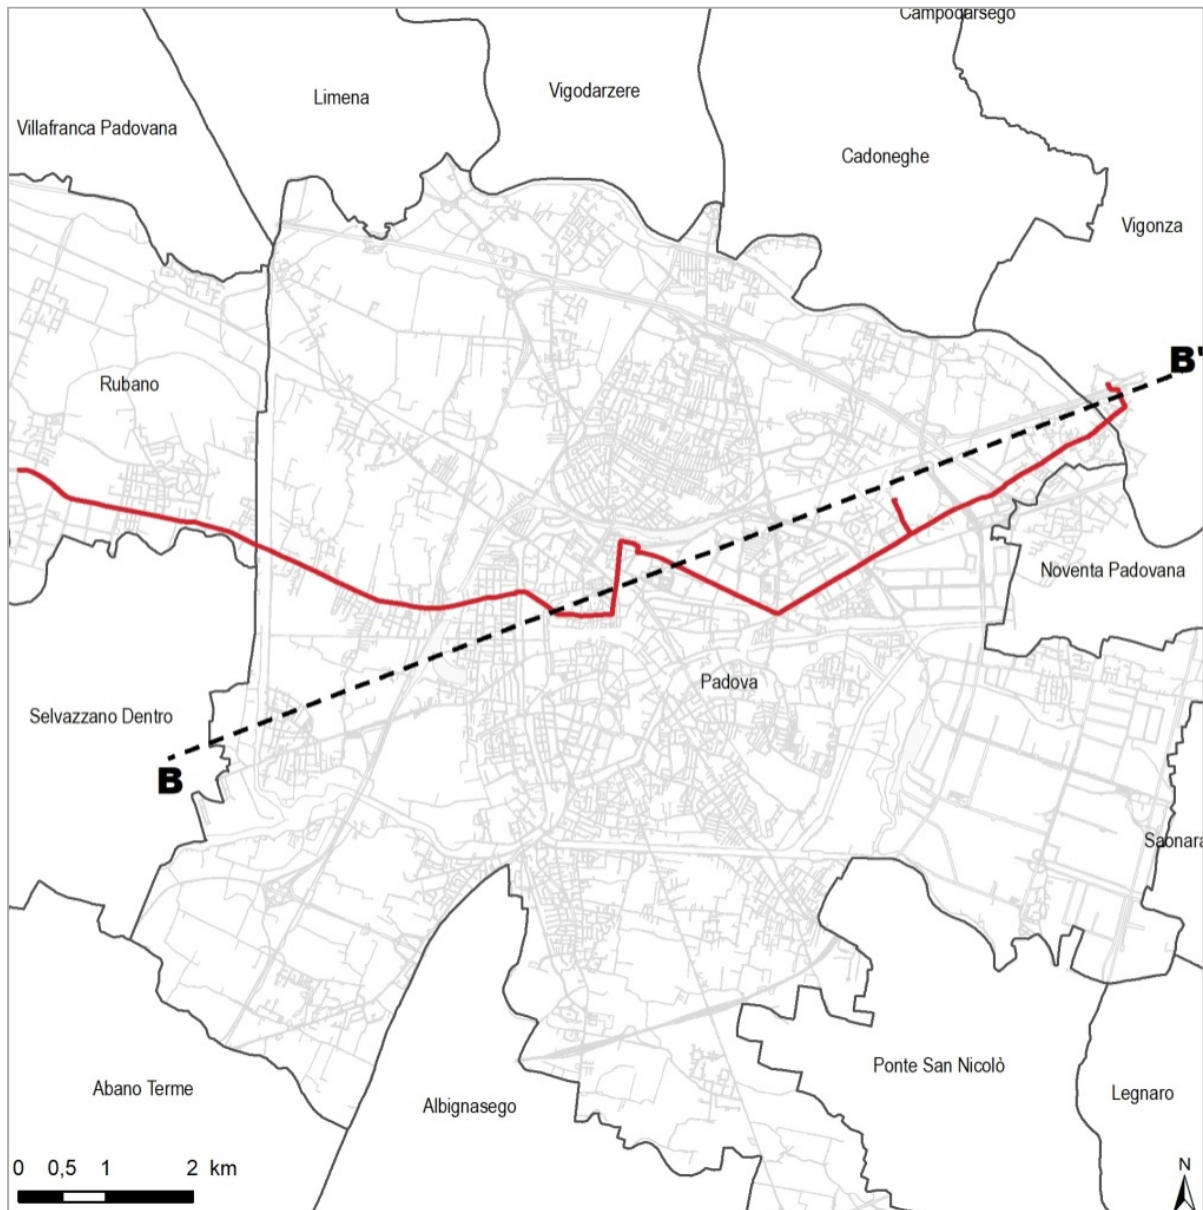 Campodarsego
Vigodarzere
Limena
Villafranca Padovana
Cadoneghe
Vigonza
B'
Rubano
Noventa Padovana
Padova
Selvazzano Dentro
B
Saonara
Ponte San Nicolò
Abano Terme
Legnaro
Albignasego
0 0,5 1 2 km
N